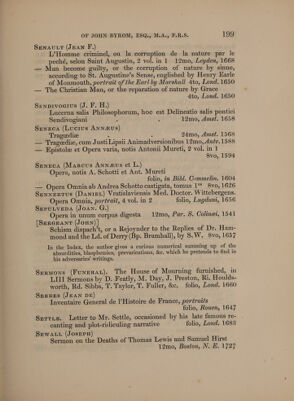 OF JOHN BYROM, ESQ., M.A., F.R.S. 199
SENAULT (JEAN F.)
L'Homme criminel, ou la corruption de la nature par le
peché, selon Saint Augustin, 2 vol. in 1 12mo, Leyden, 1668
— Man become guilty, or the corruption of nature by sinne,
according to St. Augustine's Sense, englished by Henry Earle
of Monmouth, portrait of the Earl by Marshall 4to, Lond. 1650
— The Christian Man, or the reparation of nature by Grace
4to, Lond. 1650
SENDIVOGIUS (J. F. H.)
Lucerna salis Philosophorum, hoc est Delineatio salis pontici
Sendivogiani . . 12mo, Amst. 1658
SENECA (LUCIUS ANNÆUS)
Tragœdiæ . . 24mo, Amst. 1568
— Tragœdiæ, cum Justi Lipsii Animadversionibus 12mo, Antv. 1588
— Epistolæ et Opera varia, notis Antonii Mureti, 2 vol. in 1
8vo, 1594
SENECA (MARCUS ANNÆUS et L.)
Opera, notis A. Schotti et Ant. Mureti
folio, in Bibl. Commelin. 1604
— Opera Omnia ab Andrea Schotto castigata, tomus 1us 8vo, 1628
SENNERTUS (DANIEL) Vratislaviensis Med. Doctor. Wittebergens.
Opera Omnia, portrait, 4 vol. in 2 folio, Lugduni, 1656
SEPULVEDA (JOAN. G.)
Opera in unum corpus digesta 12mo, Par. S. Colinæi, 1541
[SERGEANT (JOHN)]
Schism dispach't, or a Rejoynder to the Replies of Dr. Hammond
and the Ld. of Derry (Bp. Bramhall), by S. W. 8vo, 1657
In the Index, the author gives a curious numerical summing up of the
absurdities, blasphemies, prevarications, &c. which he pretends to find in
his adversaries' writings.
SERMONS (FUNERAL). The House of Mourning furnished, in
LIII Sermons by D. Featly, M. Day, J. Preston, Ri. Houldsworth,
Rd. Sibbs, T. Taylor, T. Fuller, &c. folio, Lond. 1660
SERRES (JEAN DE)
Inventaire General de l'Histoire de France, portraits
folio, Rouen, 1647
SETTLE. Letter to Mr. Settle, occasioned by his late famous recanting
and plot-ridiculing narrative folio, Lond. 1683
SEWALL (JOSEPH)
Sermon on the Deaths of Thomas Lewis and Samuel Hirst
12mo, Boston, N. E.